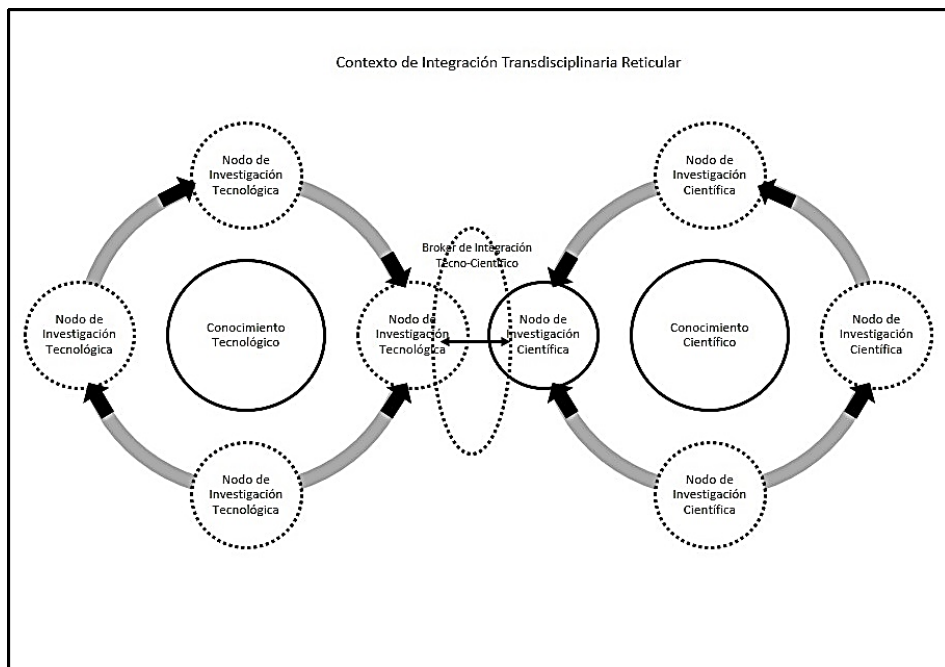 Contexto de Integración Transdisciplinaria Reticular
Nodo de
Investigación
Tecnológica
Nodo de
Investigación
Científica
Broker de Integración
Tecno-Científico
Nodo de
Investigación
Tecnológica
Conocimiento
Tecnológico
Nodo de
Investigación
Tecnológica
Nodo de
Investigación
Científica
Conocimiento
Científico
Nodo de
Investigación
Científica
Nodo de
Investigación
Tecnológica
Nodo de
Investigación
Científica